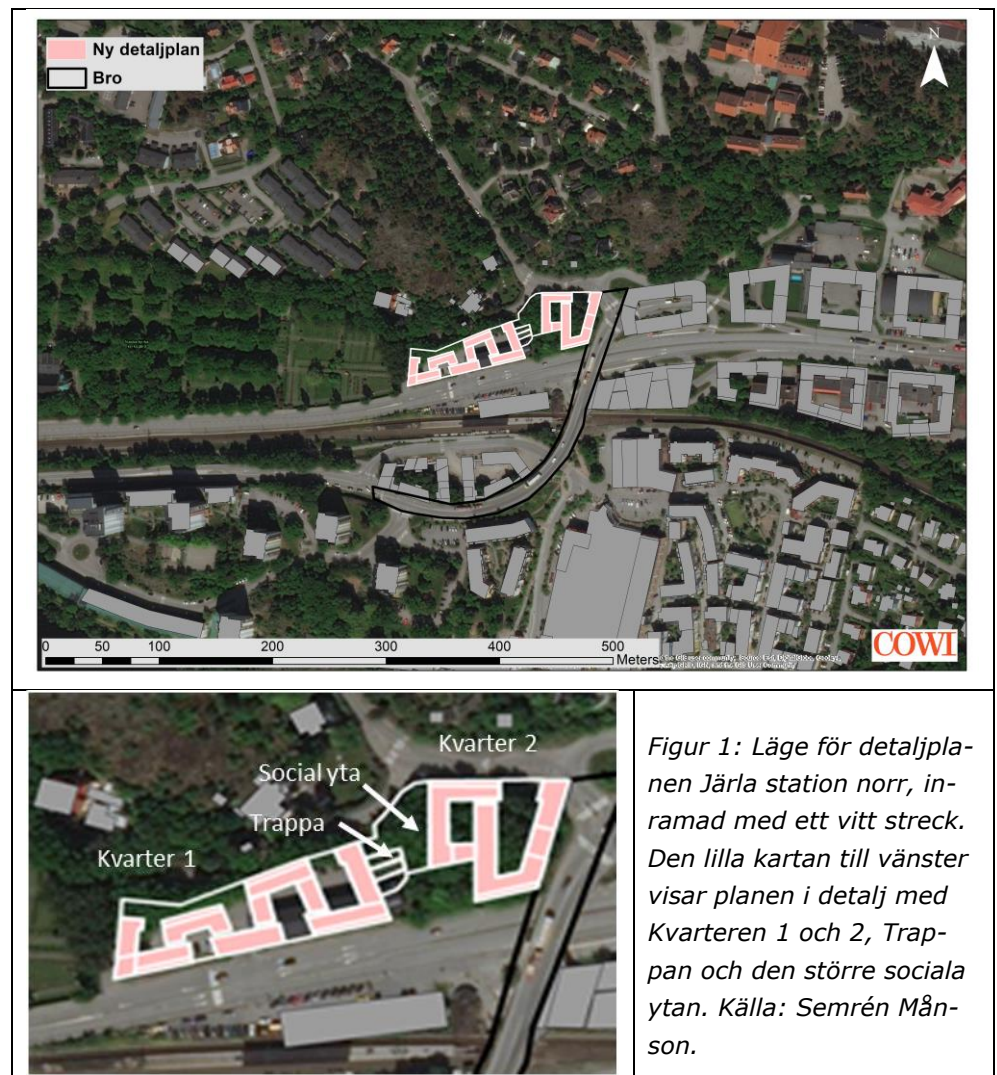 Ny detaljplan
Bro
N
0 50 100 200 300 400 500
Meters
COWI
Kvarter 2
Social yta
Trappa
Kvarter 1
Figur 1: Läge för detaljpla-
nen Järla station norr, in-
ramad med ett vitt streck.
Den lilla kartan till vänster
visar planen i detalj med
Kvarteren 1 och 2, Trap-
pan och den större sociala
ytan. Källa: Semrén Mån-
son.